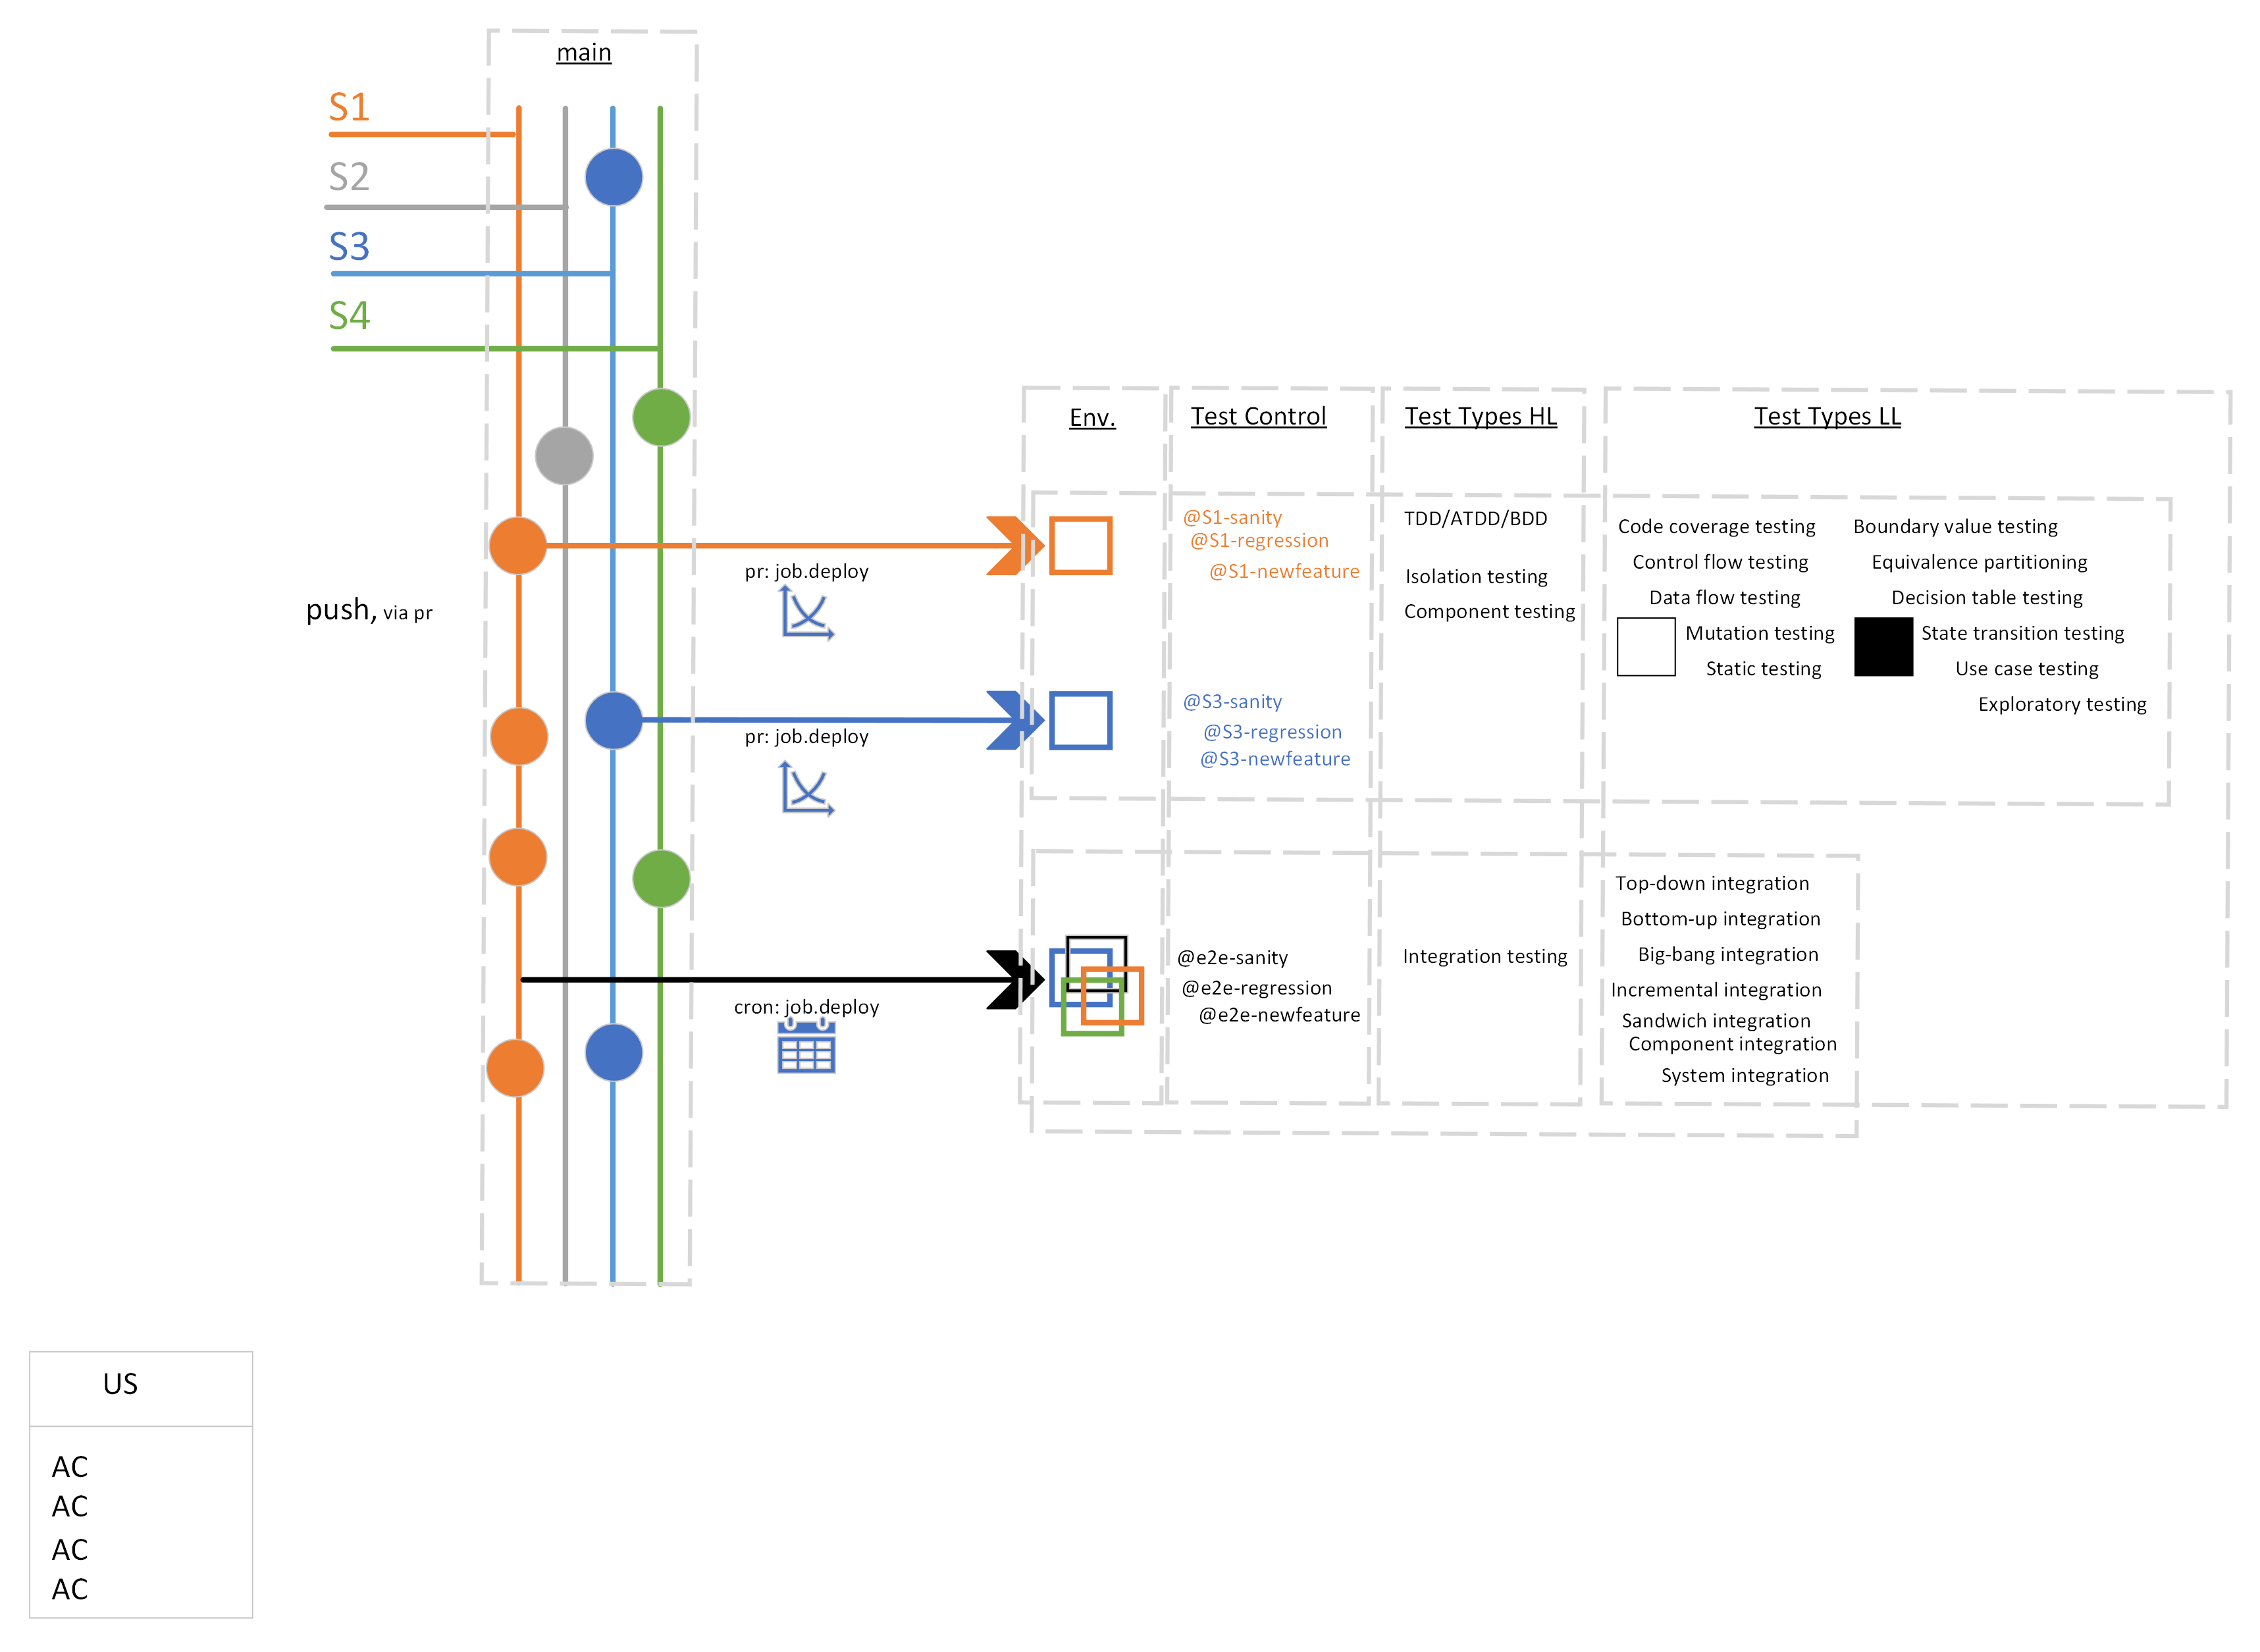 main
S1
S2
S3
S4
push, via pr
pr: job.deploy
pr: job.deploy
cron: job.deploy
Env.
Test Control
Test Types HL
Test Types LL
@S1-sanity
@S1-regression
@S1-newfeature
TDD/ATDD/BDD
Isolation testing
Component testing
Code coverage testing
Control flow testing
Data flow testing
Mutation testing
Static testing
Boundary value testing
Equivalence partitioning
Decision table testing
State transition testing
Use case testing
Exploratory testing
@S3-sanity
@S3-regression
@S3-newfeature
@e2e-sanity
@e2e-regression
@e2e-newfeature
Integration testing
Top-down integration
Bottom-up integration
Big-bang integration
Incremental integration
Sandwich integration
Component integration
System integration
US
AC
AC
AC
AC